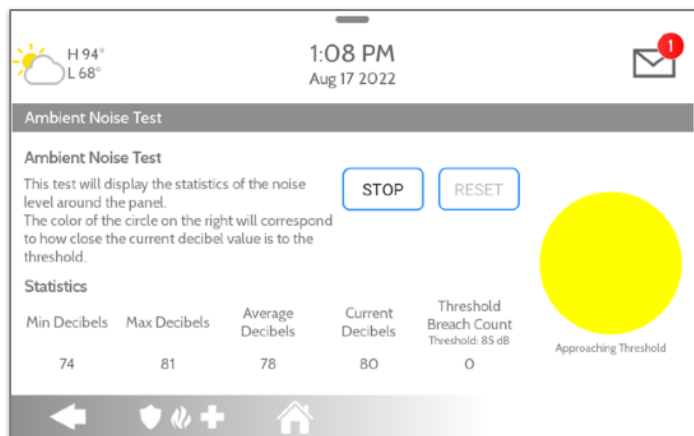 H 94°
L 68°
1:08 PM
Aug 17 2022
1
Ambient Noise Test
Ambient Noise Test
This test will display the statistics of the noise
level around the panel.
The color of the circle on the right will correspond
to how close the current decibel value is to the
threshold.
STOP
RESET
Statistics
Min Decibels
Max Decibels
Average
Decibels
Current
Decibels
Threshold
Breach Count
Threshold: 85 dB
74
81
78
80
0
Approaching Threshold